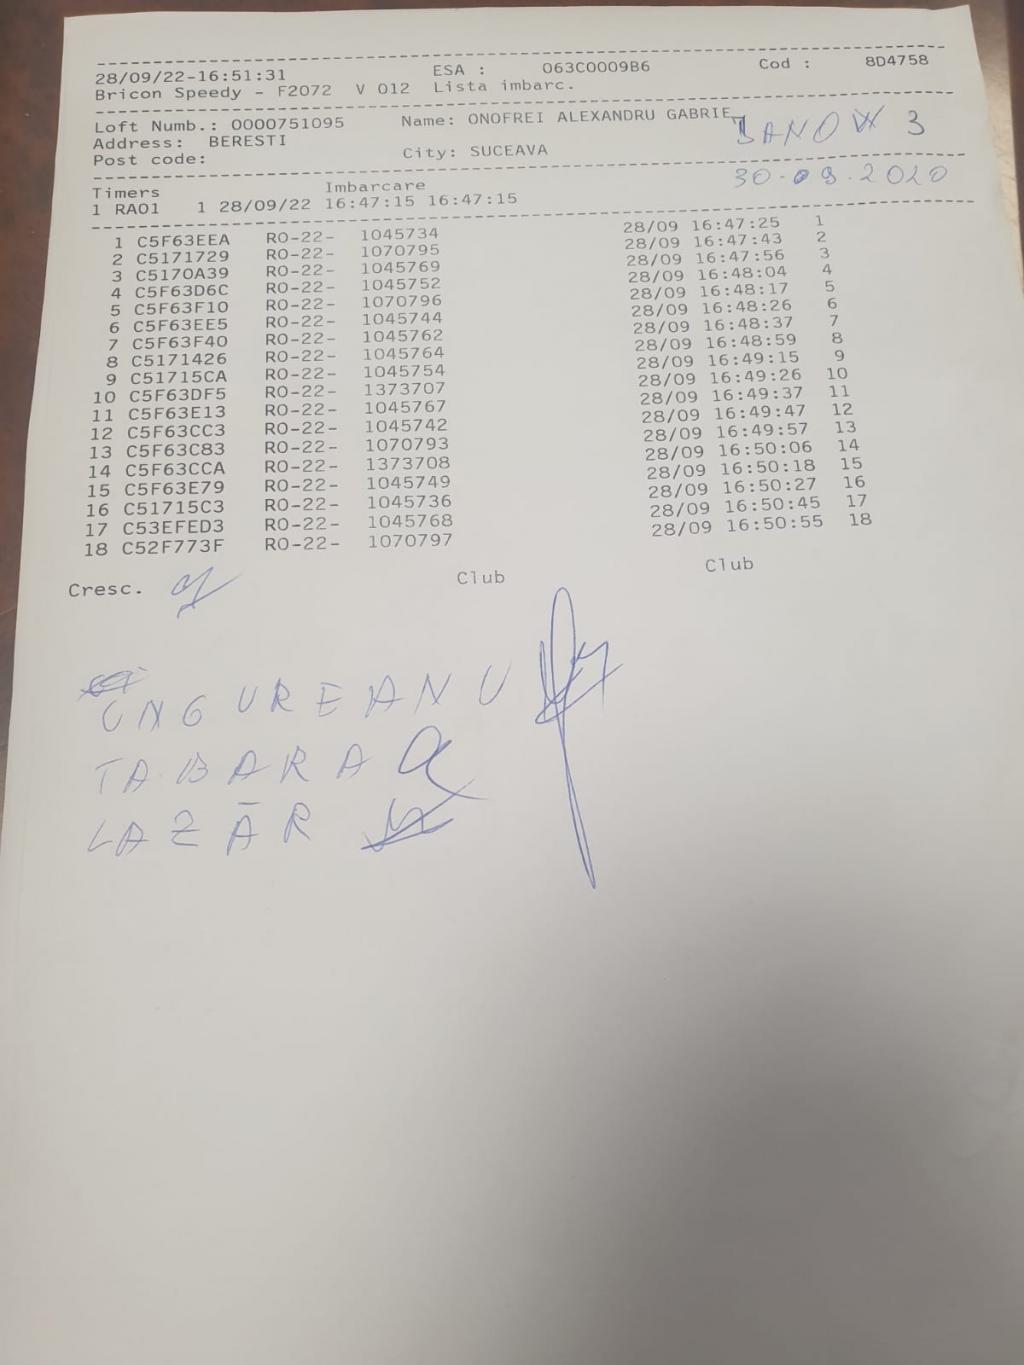 28/09/22-16:51:31 ESA : 063C0009B6 Cod : 8D4758
Bricon Speedy - F2072 V 012 Lista imbarc.
Loft Numb.: 0000751095 Name: ONOFREI ALEXANDRU GABRIE
Address: BERESTI
Post code: City: SUCEAVA
3
30-09.2020
Timers Imbarcare
1 RA01 1 28/09/22 16:47:15 16:47:15
1 C5F63EEA RO-22- 1045734 28/09 16:47:25 1
2 C5171729 RO-22- 1070795 28/09 16:47:43 2
3 C5170A39 RO-22- 1045769 28/09 16:47:56 3
4 C5F63D6C RO-22- 1045752 28/09 16:48:04 4
5 C5F63F10 RO-22- 1070796 28/09 16:48:17 5
6 C5F63EE5 RO-22- 1045744 28/09 16:48:26 6
7 C5F63F40 RO-22- 1045762 28/09 16:48:37 7
8 C5171426 RO-22- 1045764 28/09 16:48:59 8
9 C51715CA RO-22- 1045754 28/09 16:49:15 9
10 C5F63DF5 RO-22- 1373707 28/09 16:49:26 10
11 C5F63E13 RO-22- 1045767 28/09 16:49:37 11
12 C5F63CC3 RO-22- 1045742 28/09 16:49:47 12
13 C5F63C83 RO-22- 1070793 28/09 16:49:57 13
14 C5F63CCA RO-22- 1373708 28/09 16:50:06 14
15 C5F63E79 RO-22- 1045749 28/09 16:50:18 15
16 C51715C3 RO-22- 1045736 28/09 16:50:27 16
17 C53EFED3 RO-22- 1045768 28/09 16:50:45 17
18 C52F773F RO-22- 1070797 28/09 16:50:55 18
Cresc. Club Club
UNGUREANU
TABARA
LAZĂR